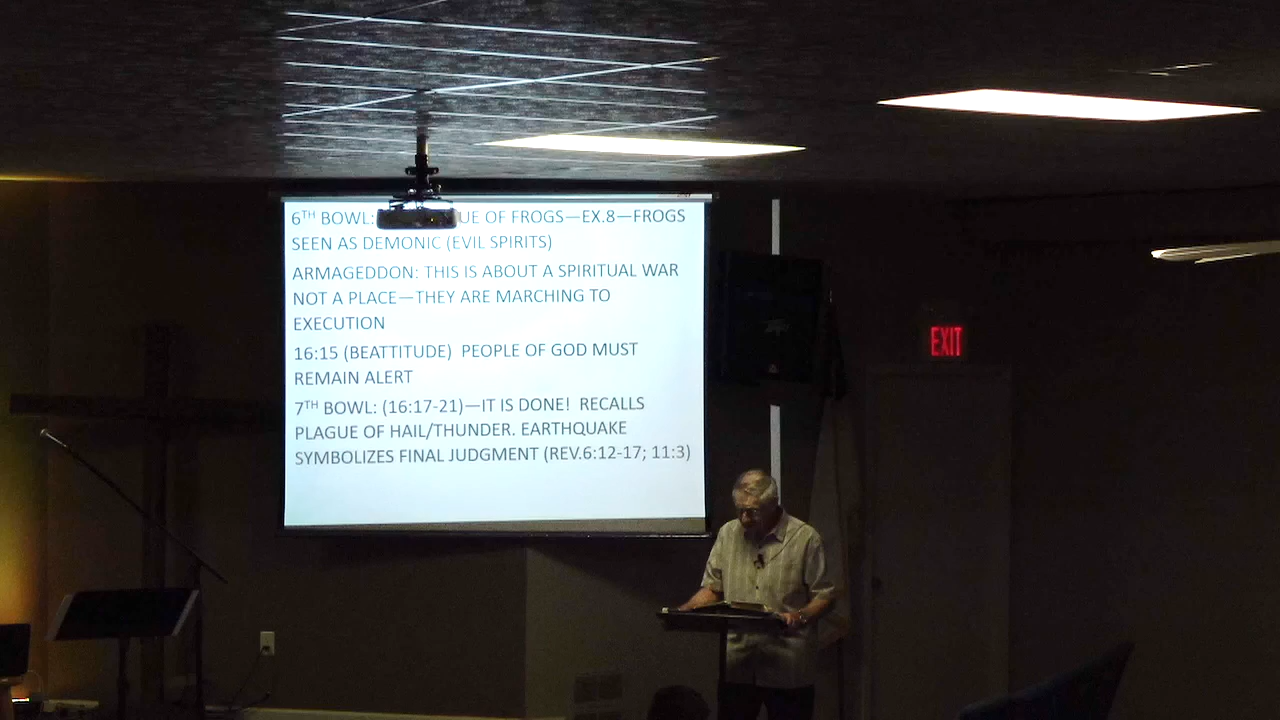 6TH BOWL: UE OF FROGS—EX.8—FROGS
SEEN AS DEMONIC (EVIL SPIRITS)
ARMAGEDDON: THIS IS ABOUT A SPIRITUAL WAR
NOT A PLACE—THEY ARE MARCHING TO
EXECUTION
16:15 (BEATTITUDE) PEOPLE OF GOD MUST
REMAIN ALERT
7TH BOWL: (16:17-21)—IT IS DONE! RECALLS
PLAGUE OF HAIL/THUNDER. EARTHQUAKE
SYMBOLIZES FINAL JUDGMENT (REV.6:12-17; 11:3)
EXIT